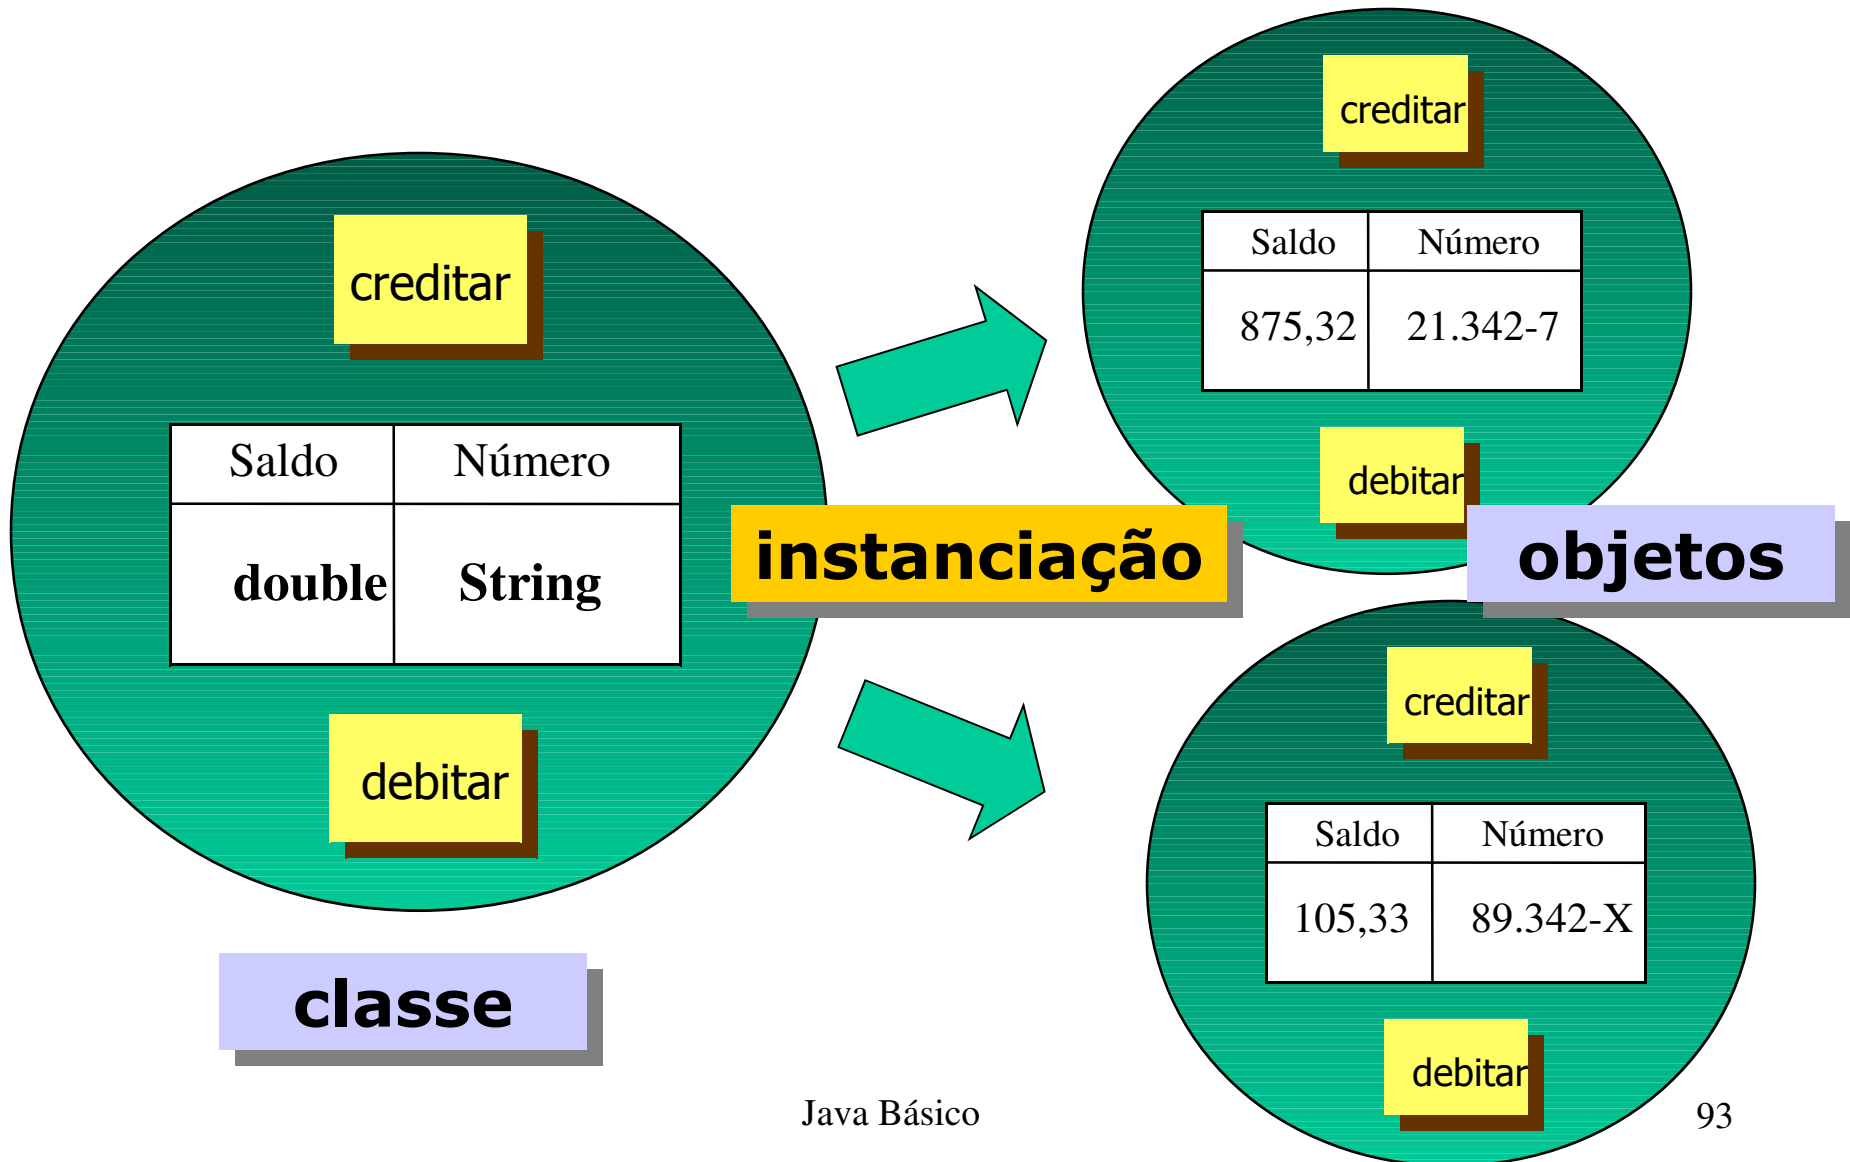 creditar
Saldo Número
double String
debitar
classe
instanciação
creditar
Saldo Número
875,32 21.342-7
debitar
objetos
creditar
Saldo Número
105,33 89.342-X
debitar
Java Básico
93